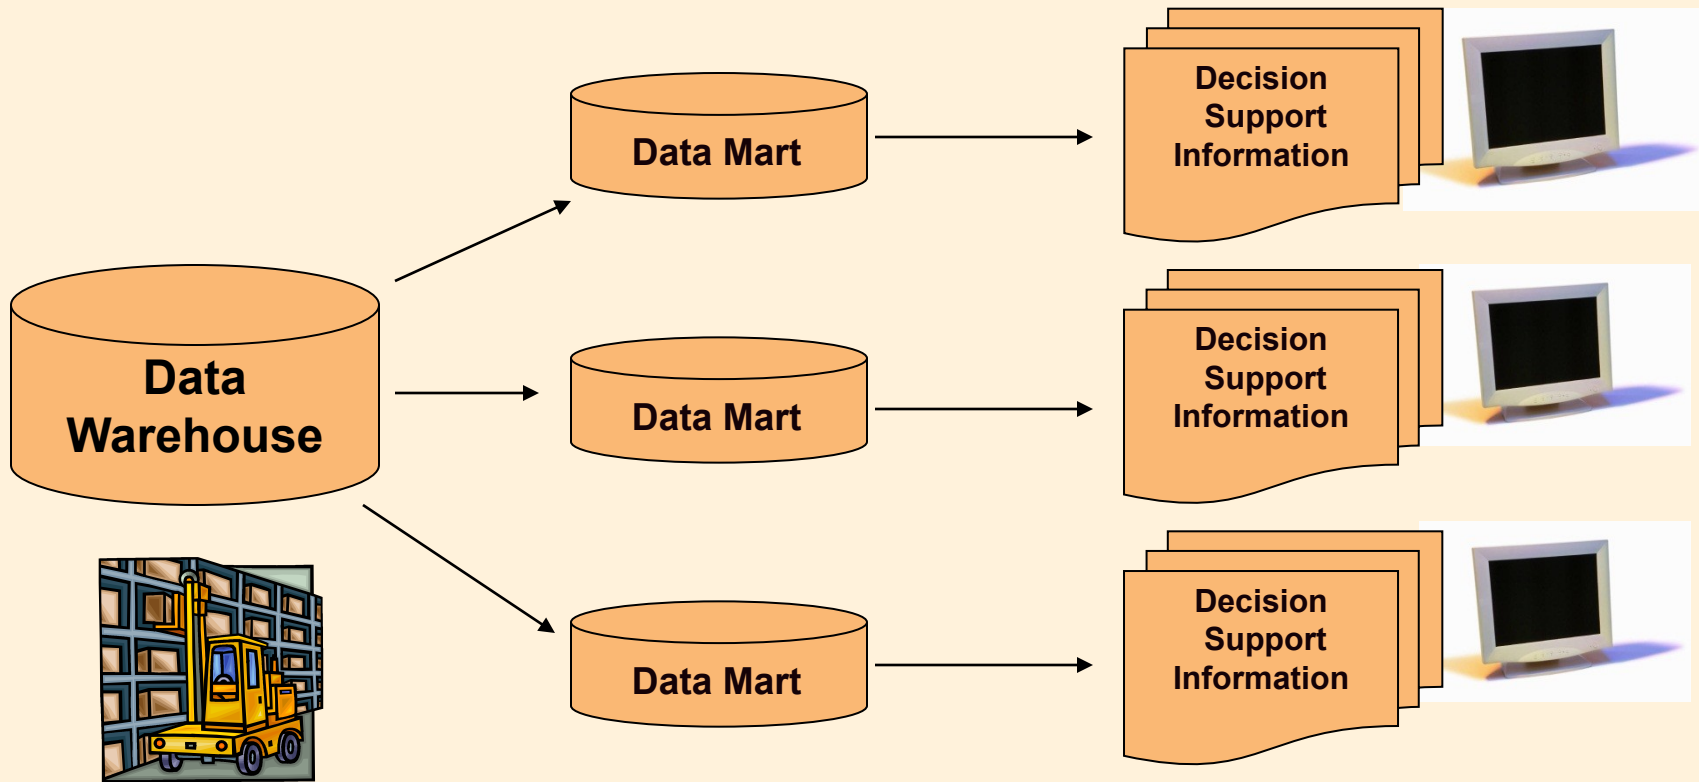 Decision
Support
Information
Data Mart
Data
Warehouse
Decision
Support
Information
Data Mart
Decision
Support
Information
Data Mart